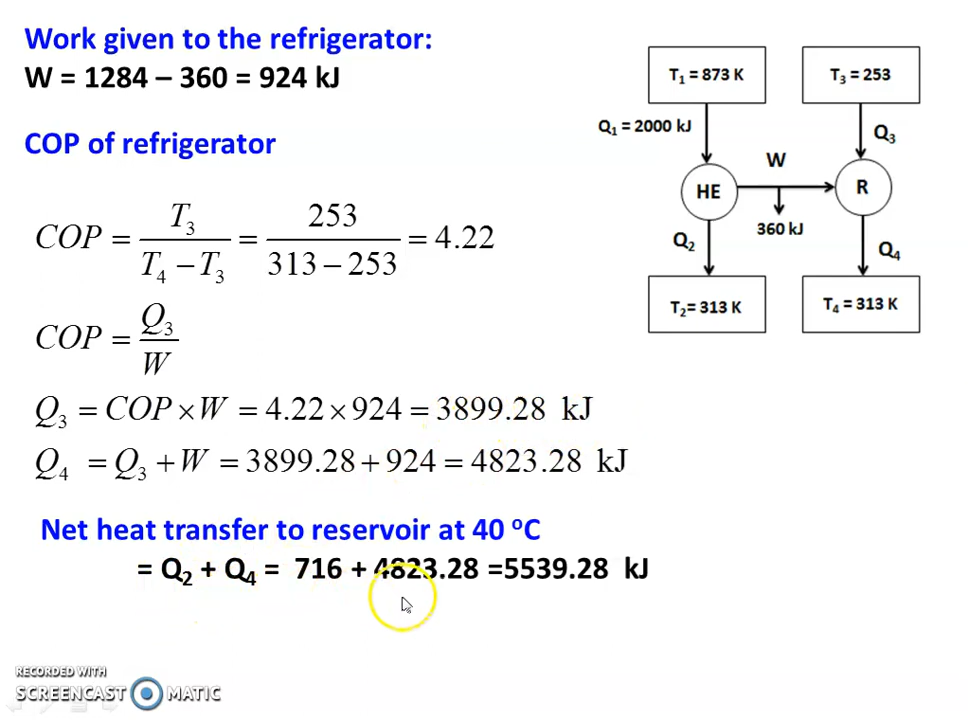 Work given to the refrigerator:
W = 1284 – 360 = 924 kJ
COP of refrigerator
COP = T₃ / (T₄ − T₃) = 253 / (313 − 253) = 4.22
COP = Q₃ / W
Q₃ = COP × W = 4.22 × 924 = 3899.28 kJ
Q₄ = Q₃ + W = 3899.28 + 924 = 4823.28 kJ
Net heat transfer to reservoir at 40 ᵒC
= Q₂ + Q₄ = 716 + 4823.28 =5539.28 kJ
T₁ = 873 K
T₃ = 253
Q₁ = 2000 kJ
Q₃
W
HE
R
360 kJ
Q₂
Q₄
T₂= 313 K
T₄ = 313 K
RECORDED WITH
SCREENCAST MATIC